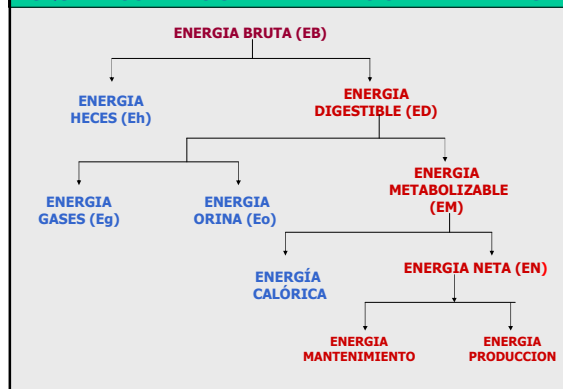 ENERGIA BRUTA (EB)
ENERGIA
HECES (Eh)
ENERGIA
DIGESTIBLE (ED)
ENERGIA
GASES (Eg)
ENERGIA
ORINA (Eo)
ENERGIA
METABOLIZABLE
(EM)
ENERGÍA
CALÓRICA
ENERGIA NETA (EN)
ENERGIA
MANTENIMIENTO
ENERGIA
PRODUCCION